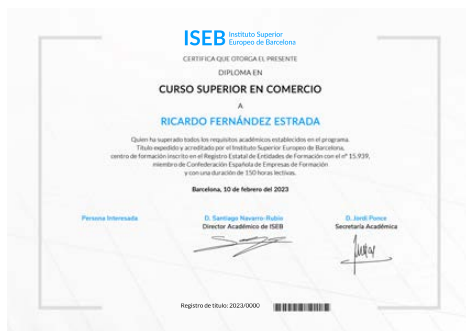 ISEB Instituto Superior
Europeo de Barcelona
CERTIFICA QUE OTORGA EL PRESENTE
DIPLOMA EN
CURSO SUPERIOR EN COMERCIO
A
RICARDO FERNÁNDEZ ESTRADA
Quien ha superado todos los requisitos académicos establecidos en el programa.
Título expedido y acreditado por el Instituto Superior Europeo de Barcelona,
centro de formación inscrito en el Registro Estatal de Entidades de Formación con el nº 15.939,
miembro de Confederación Española de Empresas de Formación
y con una duración de 150 horas lectivas.
Barcelona, 10 de febrero del 2023
Persona Interesada
D. Santiago Navarro-Rubio
Director Académico de ISEB
D. Jordi Ponce
Secretaría Académica
Registro de título: 2023/0000